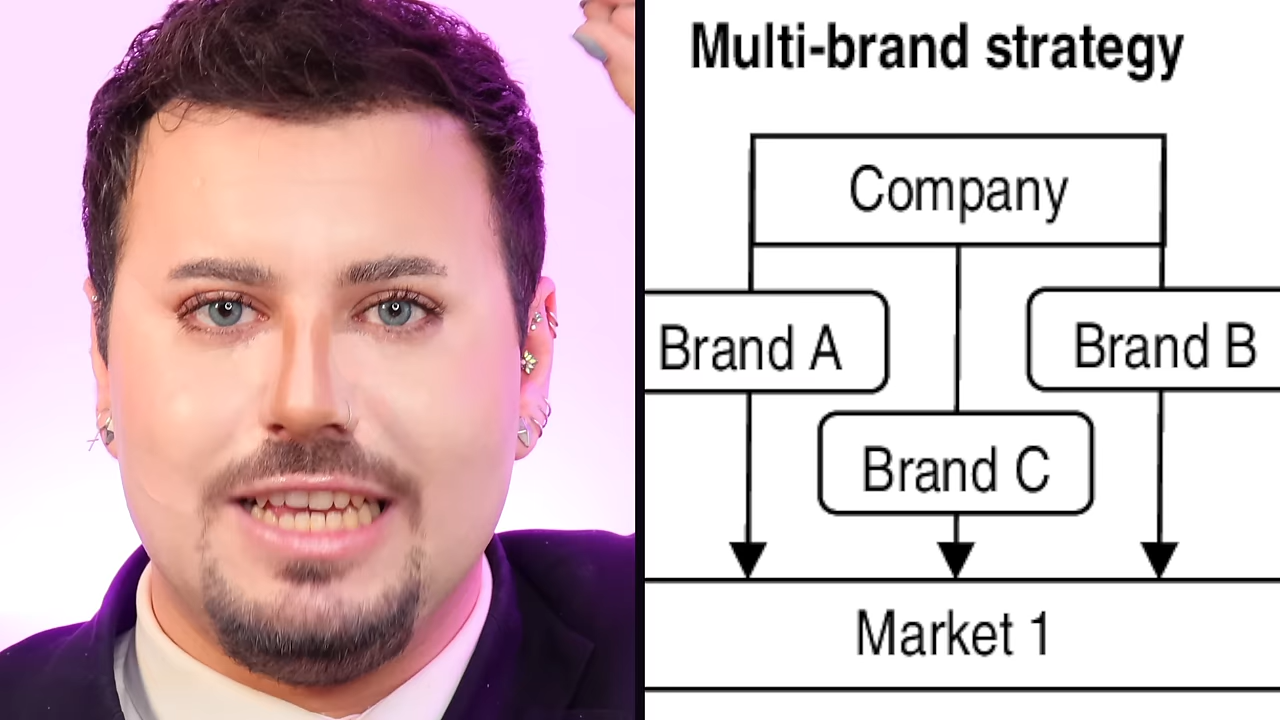 Multi-brand strategy
Company
Brand A
Brand B
Brand C
Market 1